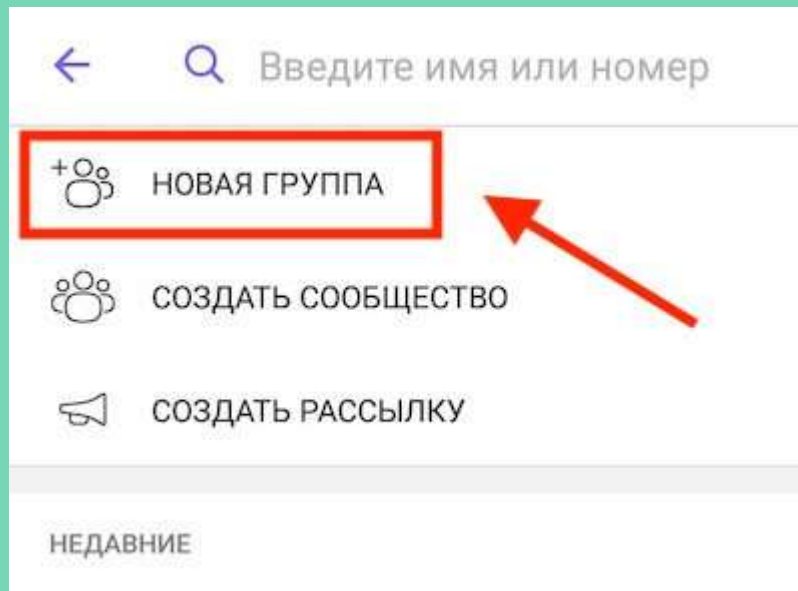 Введите имя или номер
НОВАЯ ГРУППА
СОЗДАТЬ СООБЩЕСТВО
СОЗДАТЬ РАССЫЛКУ
НЕДАВНИЕ